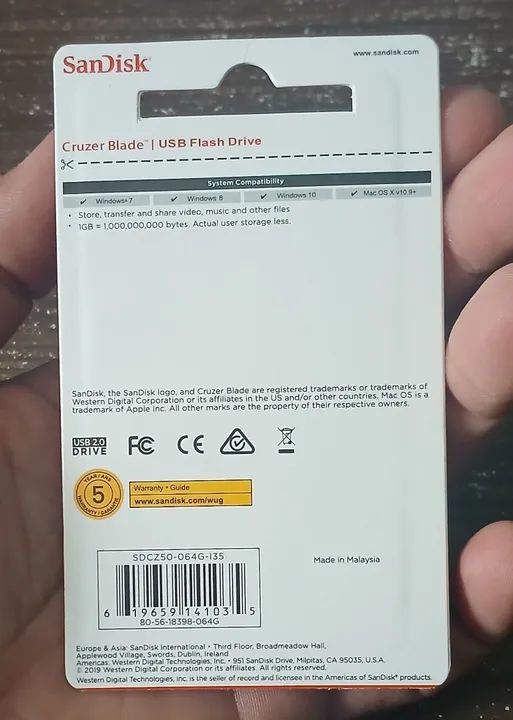 SanDisk®
www.sandisk.com
Cruzer Blade™ | USB Flash Drive
System Compatibility
✓ Windows® 7 ✓ Windows 8 ✓ Windows 10 ✓ Mac OS X v10.9+
• Store, transfer and share video, music and other files
• 1GB = 1,000,000,000 bytes. Actual user storage less.
SanDisk, the SanDisk logo, and Cruzer Blade are registered trademarks or trademarks of
Western Digital Corporation or its affiliates in the US and/or other countries. Mac OS is a
trademark of Apple Inc. All other marks are the property of their respective owners.
USB 2.0
DRIVE
FC
CE
YEAR / ANS
5
WARRANTY / GARANTIE
Warranty • Guide
www.sandisk.com/wug
SDCZ50-064G-I35
6 19659 14103 5
80-56-18398-064G
Made in Malaysia
Europe & Asia: SanDisk International • Third Floor, Broadmeadow Hall,
Applewood Village, Swords, Dublin, Ireland
Americas: Western Digital Technologies, Inc. • 951 SanDisk Drive, Milpitas, CA 95035, U.S.A.
© 2019 Western Digital Corporation or its affiliates. All rights reserved.
Western Digital Technologies, Inc. is the seller of record and licensee in the Americas of SanDisk® products.